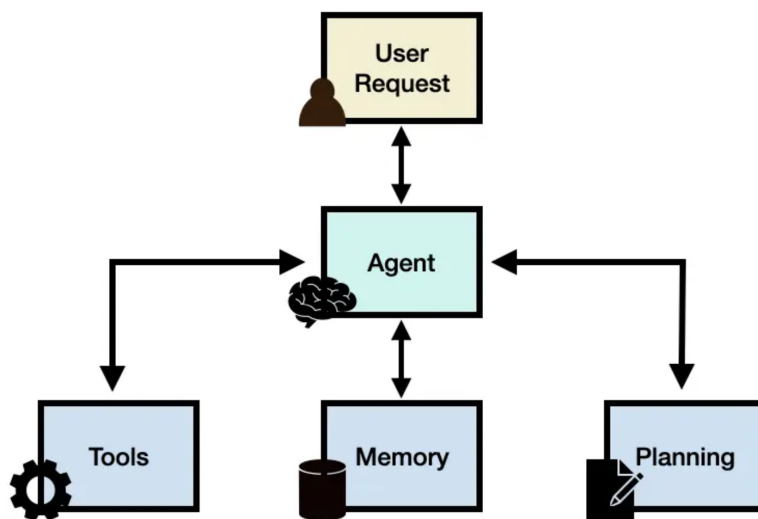 User
Request
Agent
Tools
Memory
Planning